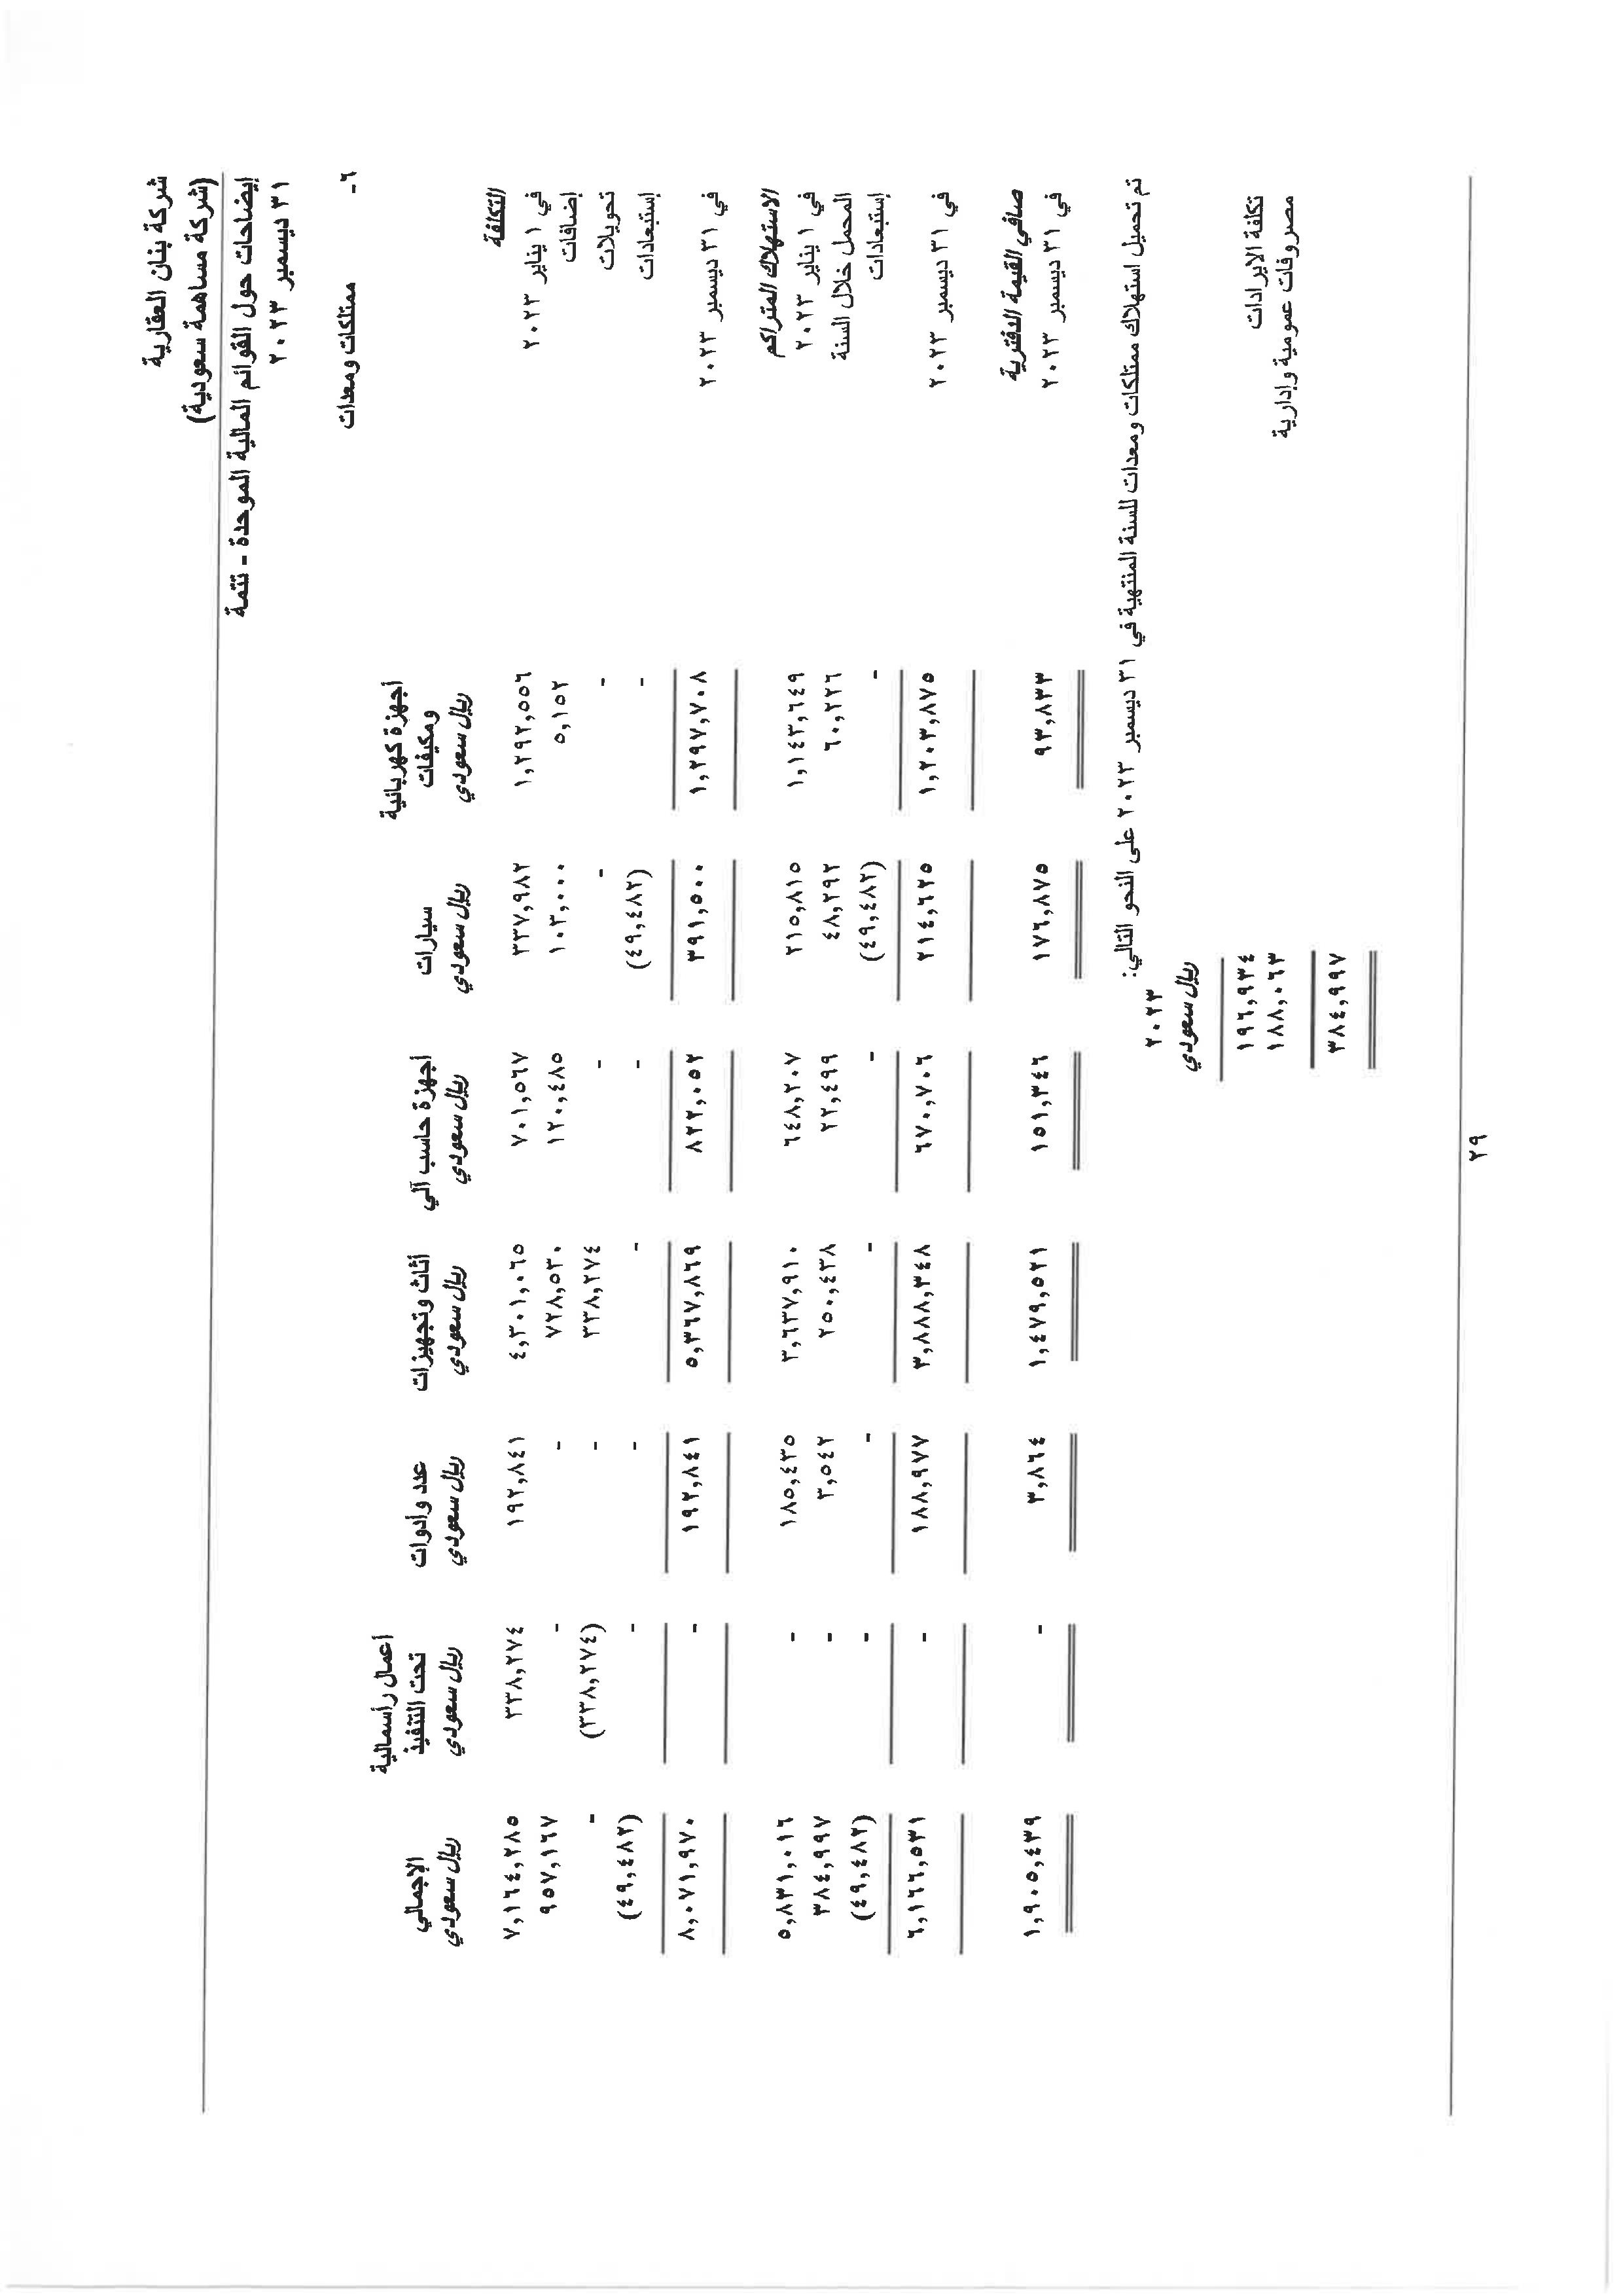 شركة بنان العقارية
(شركة مساهمة سعودية)
إيضاحات حول القوائم المالية الموحدة - تتمة
٣١ ديسمبر ٢٠٢٣
٦- ممتلكات ومعدات
أجهزة كهربائية ومكيفات سيارات أجهزة حاسب آلي أثاث وتجهيزات عدد وأدوات أعمال رأسمالية تحت التنفيذ الإجمالي
ريال سعودي ريال سعودي ريال سعودي ريال سعودي ريال سعودي ريال سعودي ريال سعودي
التكلفة
في ١ يناير ٢٠٢٣ ١,٢٩٢,٥٥٦ ٣٣٧,٩٨٢ ٧٠١,٥٦٧ ٤,٣٠١,٠٦٥ ١٩٢,٨٤١ ٣٣٨,٢٧٤ ٧,١٦٤,٢٨٥
إضافات ٥,١٥٢ ١٠٣,٠٠٠ ١٢٠,٤٨٥ ٧٢٨,٥٣٠ - - ٩٥٧,١٦٧
تحويلات - - - ٣٣٨,٢٧٤ - (٣٣٨,٢٧٤) -
إستبعادات - (٤٩,٤٨٢) - - - - (٤٩,٤٨٢)
في ٣١ ديسمبر ٢٠٢٣ ١,٢٩٧,٧٠٨ ٣٩١,٥٠٠ ٨٢٢,٠٥٢ ٥,٣٦٧,٨٦٩ ١٩٢,٨٤١ - ٨,٠٧١,٩٧٠
الاستهلاك المتراكم
في ١ يناير ٢٠٢٣ ١,١٤٣,٦٤٩ ٢١٥,٨١٥ ٦٤٨,٢٠٧ ٣,٦٣٧,٩١٠ ١٨٥,٤٣٥ - ٥,٨٣١,٠١٦
المحمل خلال السنة ٦٠,٢٢٦ ٤٨,٢٩٢ ٢٢,٤٩٩ ٢٥٠,٤٣٨ ٣,٥٤٢ - ٣٨٤,٩٩٧
إستبعادات - (٤٩,٤٨٢) - - - - (٤٩,٤٨٢)
في ٣١ ديسمبر ٢٠٢٣ ١,٢٠٣,٨٧٥ ٢١٤,٦٢٥ ٦٧٠,٧٠٦ ٣,٨٨٨,٣٤٨ ١٨٨,٩٧٧ - ٦,١٦٦,٥٣١
صافي القيمة الدفترية
في ٣١ ديسمبر ٢٠٢٣ ٩٣,٨٣٣ ١٧٦,٨٧٥ ١٥١,٣٤٦ ١,٤٧٩,٥٢١ ٣,٨٦٤ - ١,٩٠٥,٤٣٩
تم تحميل استهلاك ممتلكات ومعدات للسنة المنتهية في ٣١ ديسمبر ٢٠٢٣ على النحو التالي:
٢٠٢٣
ريال سعودي
تكلفة الايرادات ١٩٦,٩٣٤
مصروفات عمومية وإدارية ١٨٨,٠٦٣
٣٨٤,٩٩٧
٢٩